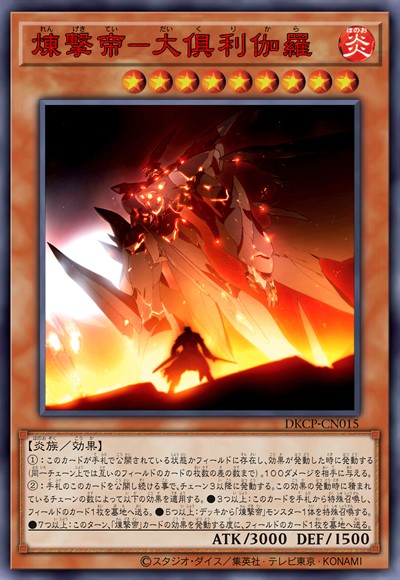 煉撃帝－大倶利伽羅
れん げき てい だい くり から
炎
ほのお
DKCP-CN015
【炎族／効果】
①：このカードが手札で公開されている状態かフィールドに存在し、効果が発動した時に発動する
(同一チェーン上では互いのフィールドのカードの枚数の差の数まで)。100ダメージを相手に与える。
②：手札のこのカードを公開し続ける事で、チェーン３以降に発動する。この効果の発動時に積まれ
ているチェーンの数によって以下の効果を適用する。●３つ以上：このカードを手札から特殊召喚し、
フィールドのカード1枚を墓地へ送る。●５つ以上：デッキから「煉撃帝」モンスター1体を特殊召喚する。
●７つ以上：このターン、「煉撃帝」カードの効果を発動する度に、フィールドのカード1枚を墓地へ送る。
ATK/3000 DEF/1500
©スタジオ・ダイス／集英社・テレビ東京・KONAMI